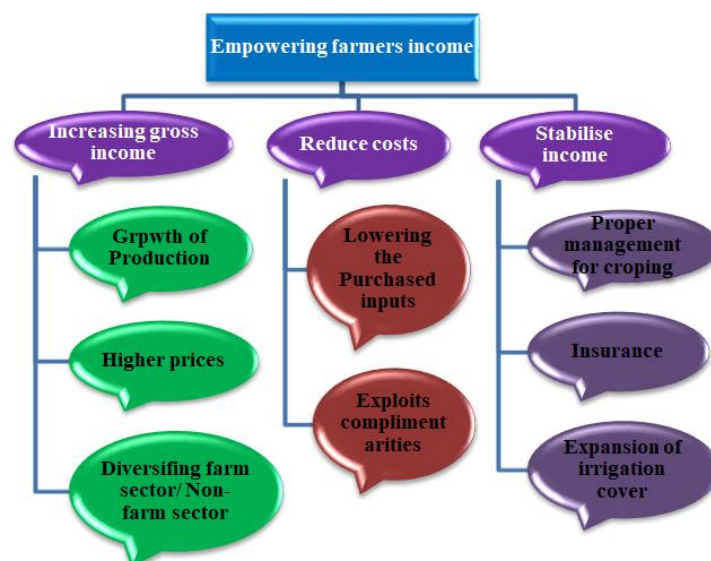 Empowering farmers income
Increasing gross
income
Reduce costs
Stabilise
income
Grpwth of
Production
Higher prices
Diversifing farm
sector/ Non-
farm sector
Lowering
the
Purchased
inputs
Exploits
compliment
arities
Proper
management
for croping
Insurance
Expansion of
irrigation
cover